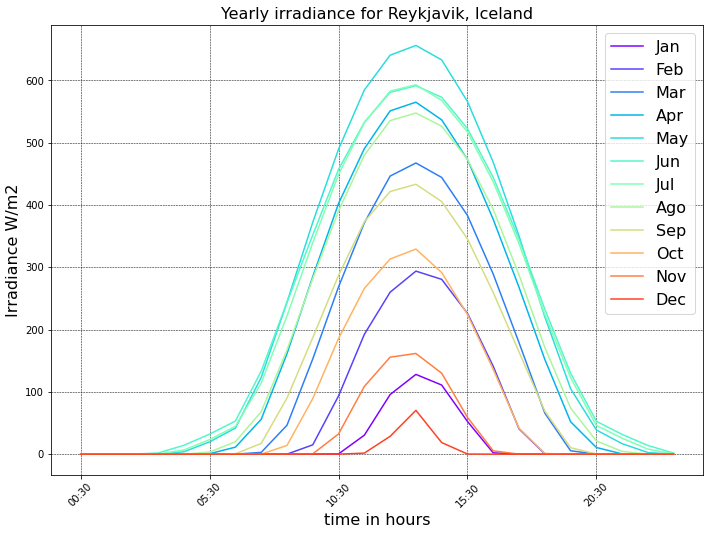 Yearly irradiance for Reykjavik, Iceland
Irradiance W/m2
600
500
400
300
200
100
0
00:30
05:30
10:30
15:30
20:30
time in hours
Jan
Feb
Mar
Apr
May
Jun
Jul
Ago
Sep
Oct
Nov
Dec